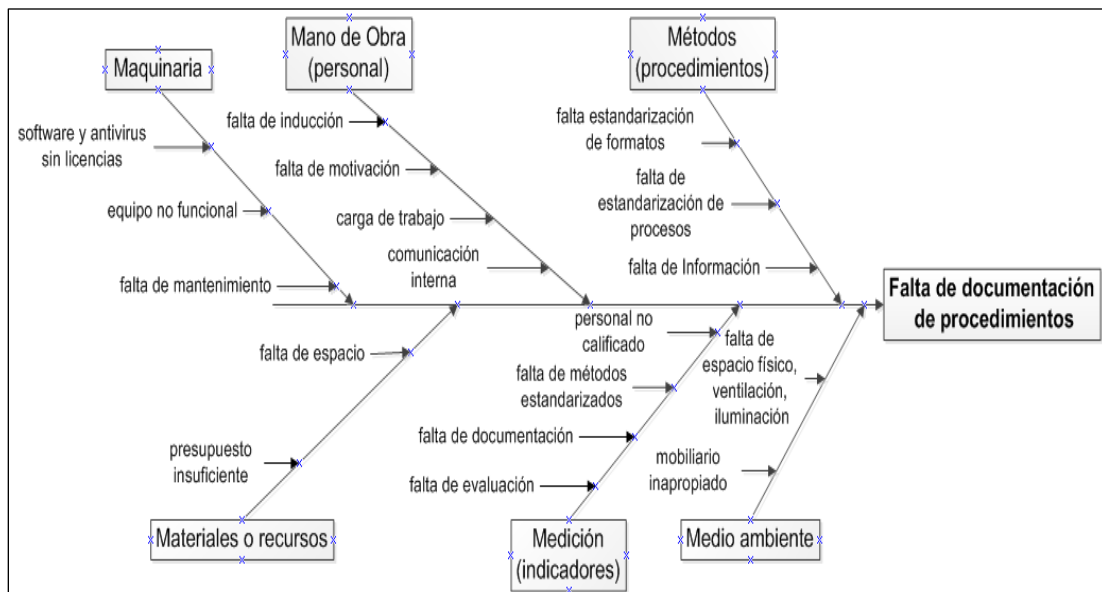 Maquinaria
software y antivirus
sin licencias
equipo no funcional
falta de mantenimiento
Mano de Obra
(personal)
falta de inducción
falta de motivación
carga de trabajo
comunicación
interna
Métodos
(procedimientos)
falta estandarización
de formatos
falta de
estandarización de
procesos
falta de Información
Falta de documentación
de procedimientos
falta de espacio
presupuesto
insuficiente
Materiales o recursos
personal no
calificado
falta de métodos
estandarizados
falta de documentación
falta de evaluación
Medición
(indicadores)
falta de
espacio físico,
ventilación,
iluminación
mobiliario
inapropiado
Medio ambiente